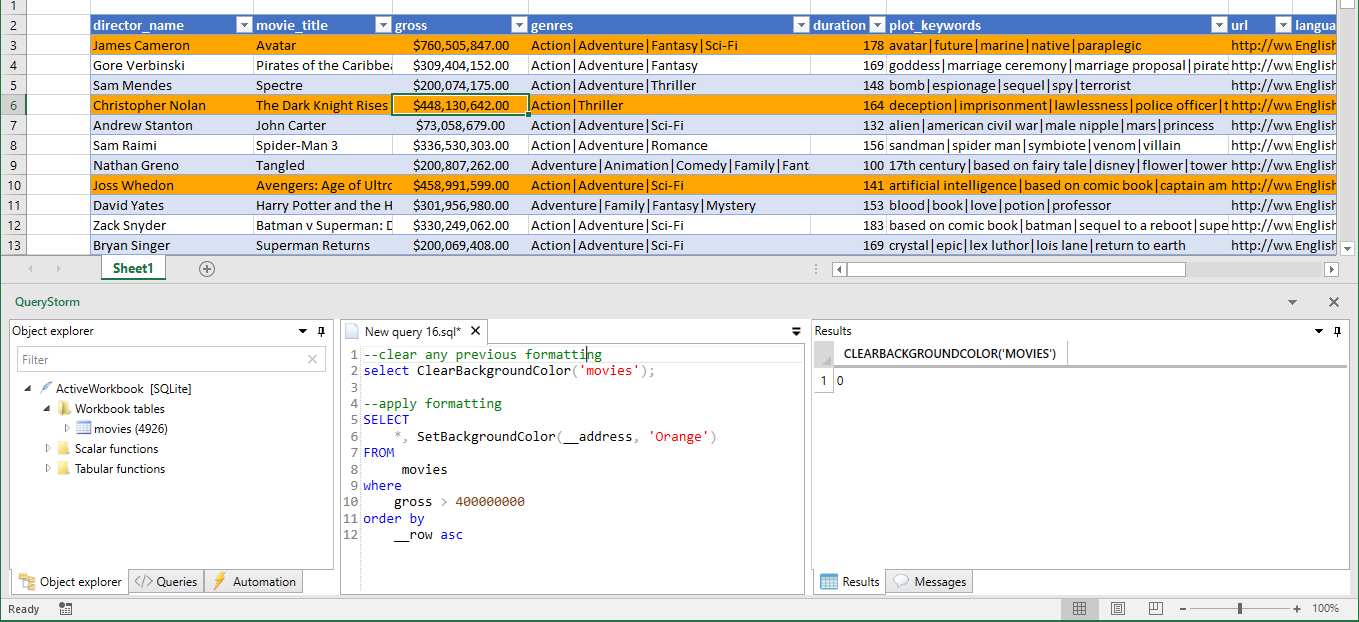 1
2 director_name movie_title gross genres duration plot_keywords url langua
3 James Cameron Avatar $760,505,847.00 Action|Adventure|Fantasy|Sci-Fi 178 avatar|future|marine|native|paraplegic http://ww English
4 Gore Verbinski Pirates of the Caribbea $309,404,152.00 Action|Adventure|Fantasy 169 goddess|marriage ceremony|marriage proposal|pirate http://ww English
5 Sam Mendes Spectre $200,074,175.00 Action|Adventure|Thriller 148 bomb|espionage|sequel|spy|terrorist http://ww English
6 Christopher Nolan The Dark Knight Rises $448,130,642.00 Action|Thriller 164 deception|imprisonment|lawlessness|police officer|t http://ww English
7 Andrew Stanton John Carter $73,058,679.00 Action|Adventure|Sci-Fi 132 alien|american civil war|male nipple|mars|princess http://ww English
8 Sam Raimi Spider-Man 3 $336,530,303.00 Action|Adventure|Romance 156 sandman|spider man|symbiote|venom|villain http://ww English
9 Nathan Greno Tangled $200,807,262.00 Adventure|Animation|Comedy|Family|Fant 100 17th century|based on fairy tale|disney|flower|tower http://ww English
10 Joss Whedon Avengers: Age of Ultro $458,991,599.00 Action|Adventure|Sci-Fi 141 artificial intelligence|based on comic book|captain am http://ww English
11 David Yates Harry Potter and the H $301,956,980.00 Adventure|Family|Fantasy|Mystery 153 blood|book|love|potion|professor http://ww English
12 Zack Snyder Batman v Superman: D $330,249,062.00 Action|Adventure|Sci-Fi 183 based on comic book|batman|sequel to a reboot|supe http://ww English
13 Bryan Singer Superman Returns $200,069,408.00 Action|Adventure|Sci-Fi 169 crystal|epic|lex luthor|lois lane|return to earth http://ww English
Sheet1
QueryStorm
Object explorer
Filter
ActiveWorkbook [SQLite]
Workbook tables
movies (4926)
Scalar functions
Tabular functions
Object explorer Queries Automation
New query 16.sql*
1 --clear any previous formatting
2 select ClearBackgroundColor('movies');
3
4 --apply formatting
5 SELECT
6 *, SetBackgroundColor(__address, 'Orange')
7 FROM
8 movies
9 where
10 gross > 400000000
11 order by
12 __row asc
Results
CLEARBACKGROUNDCOLOR('MOVIES')
1 0
Results Messages
Ready 100%